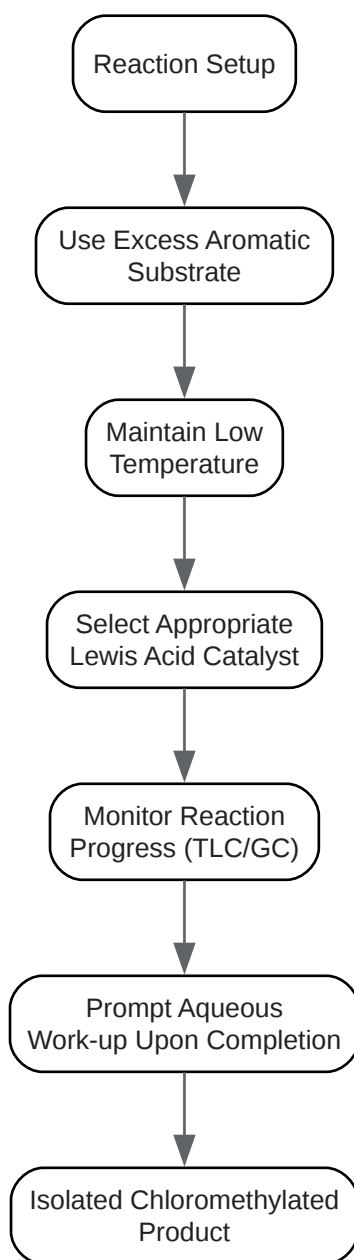 Reaction Setup
Use Excess Aromatic
Substrate
Maintain Low
Temperature
Select Appropriate
Lewis Acid Catalyst
Monitor Reaction
Progress (TLC/GC)
Prompt Aqueous
Work-up Upon Completion
Isolated Chloromethylated
Product